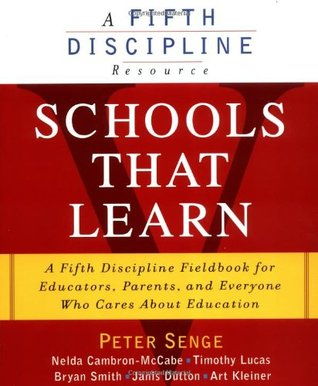 A FIFTH
DISCIPLINE
Resource
SCHOOLS
THAT LEARN
V
A Fifth Discipline Fieldbook for
Educators, Parents, and Everyone
Who Cares About Education
PETER SENGE
Nelda Cambron-McCabe ▪ Timothy Lucas
Bryan Smith ▪ Janis Dutton ▪ Art Kleiner